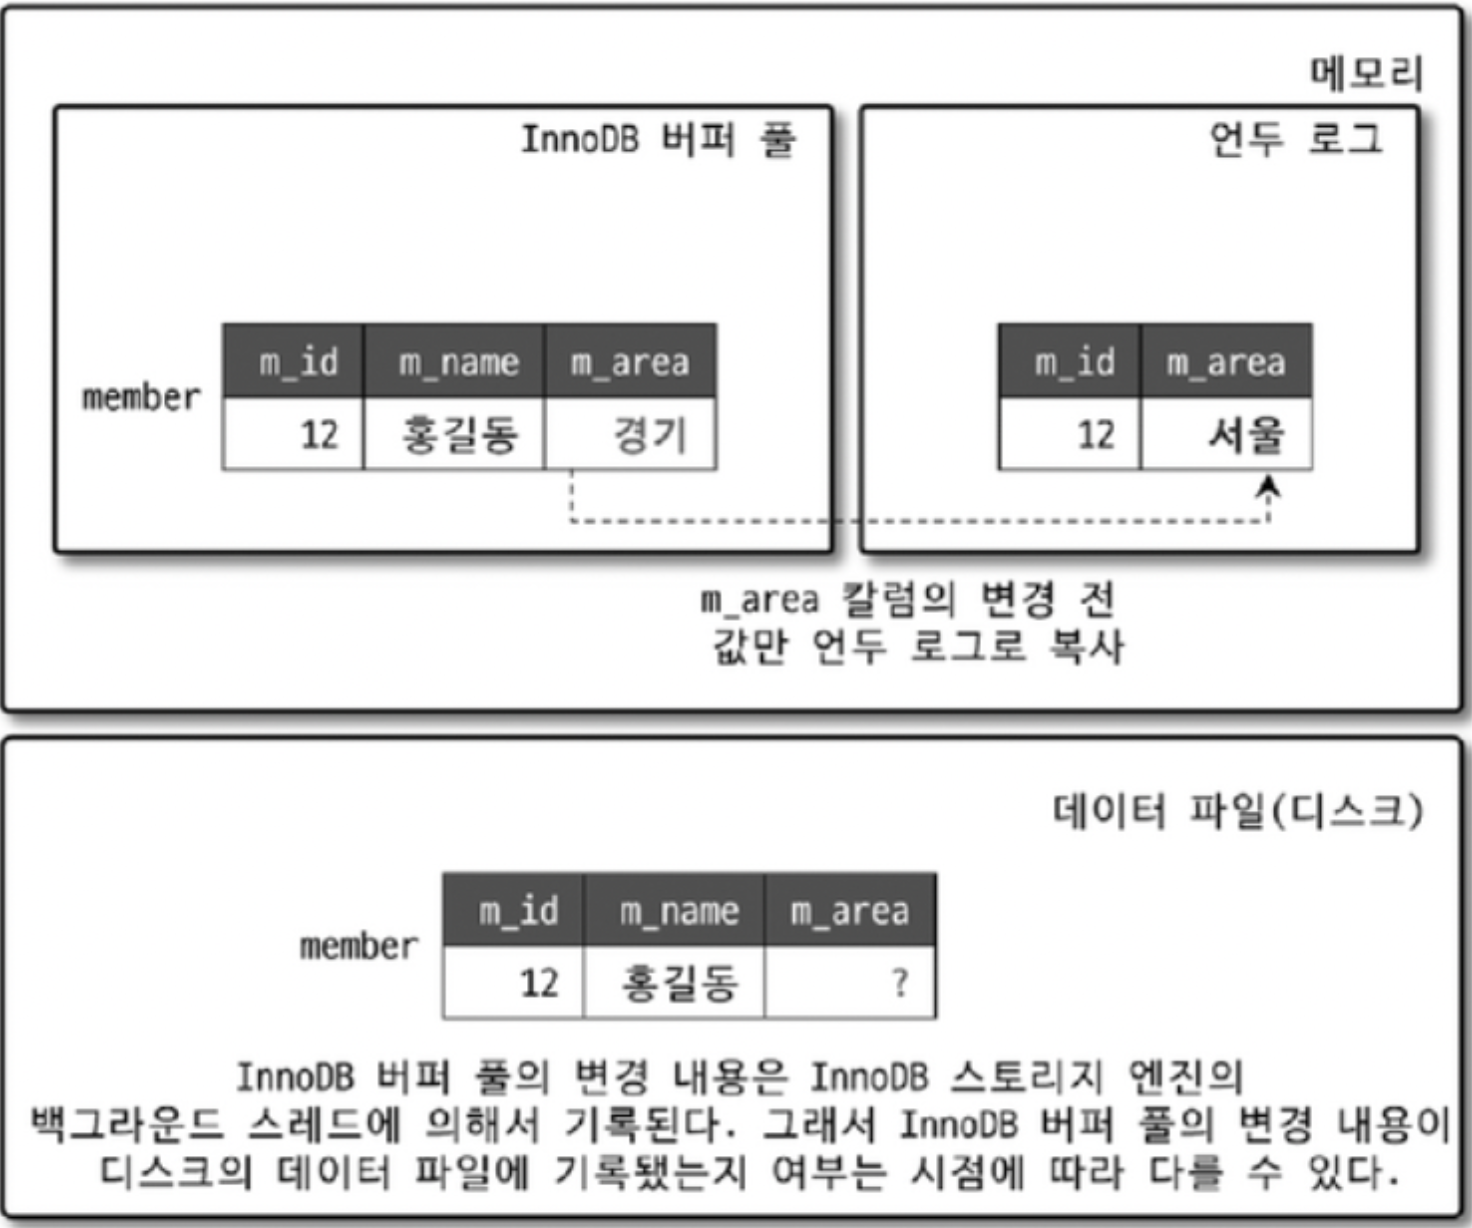 메모리
InnoDB 버퍼 풀
언두 로그
m_id m_name m_area
member
12 홍길동 경기
m_id m_area
12 서울
m_area 칼럼의 변경 전
값만 언두 로그로 복사
데이터 파일(디스크)
m_id m_name m_area
member
12 홍길동 ?
InnoDB 버퍼 풀의 변경 내용은 InnoDB 스토리지 엔진의
백그라운드 스레드에 의해서 기록된다. 그래서 InnoDB 버퍼 풀의 변경 내용이
디스크의 데이터 파일에 기록됐는지 여부는 시점에 따라 다를 수 있다.